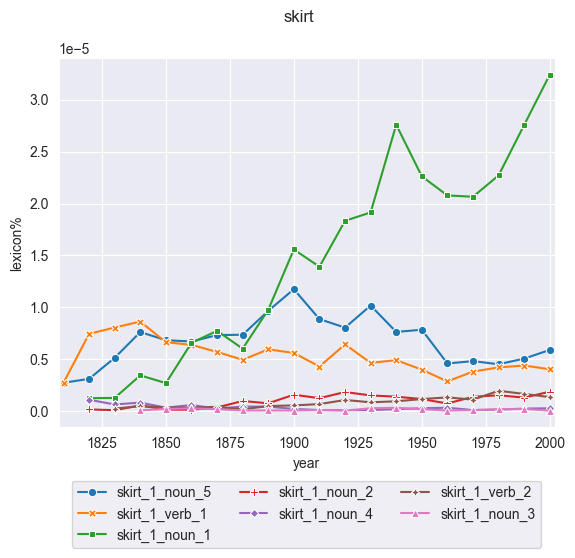 skirt
1e−5
3.0
2.5
2.0
1.5
1.0
0.5
0.0
lexicon%
1825 1850 1875 1900 1925 1950 1975 2000
year
skirt_1_noun_5 skirt_1_noun_2 skirt_1_verb_2
skirt_1_verb_1 skirt_1_noun_4 skirt_1_noun_3
skirt_1_noun_1